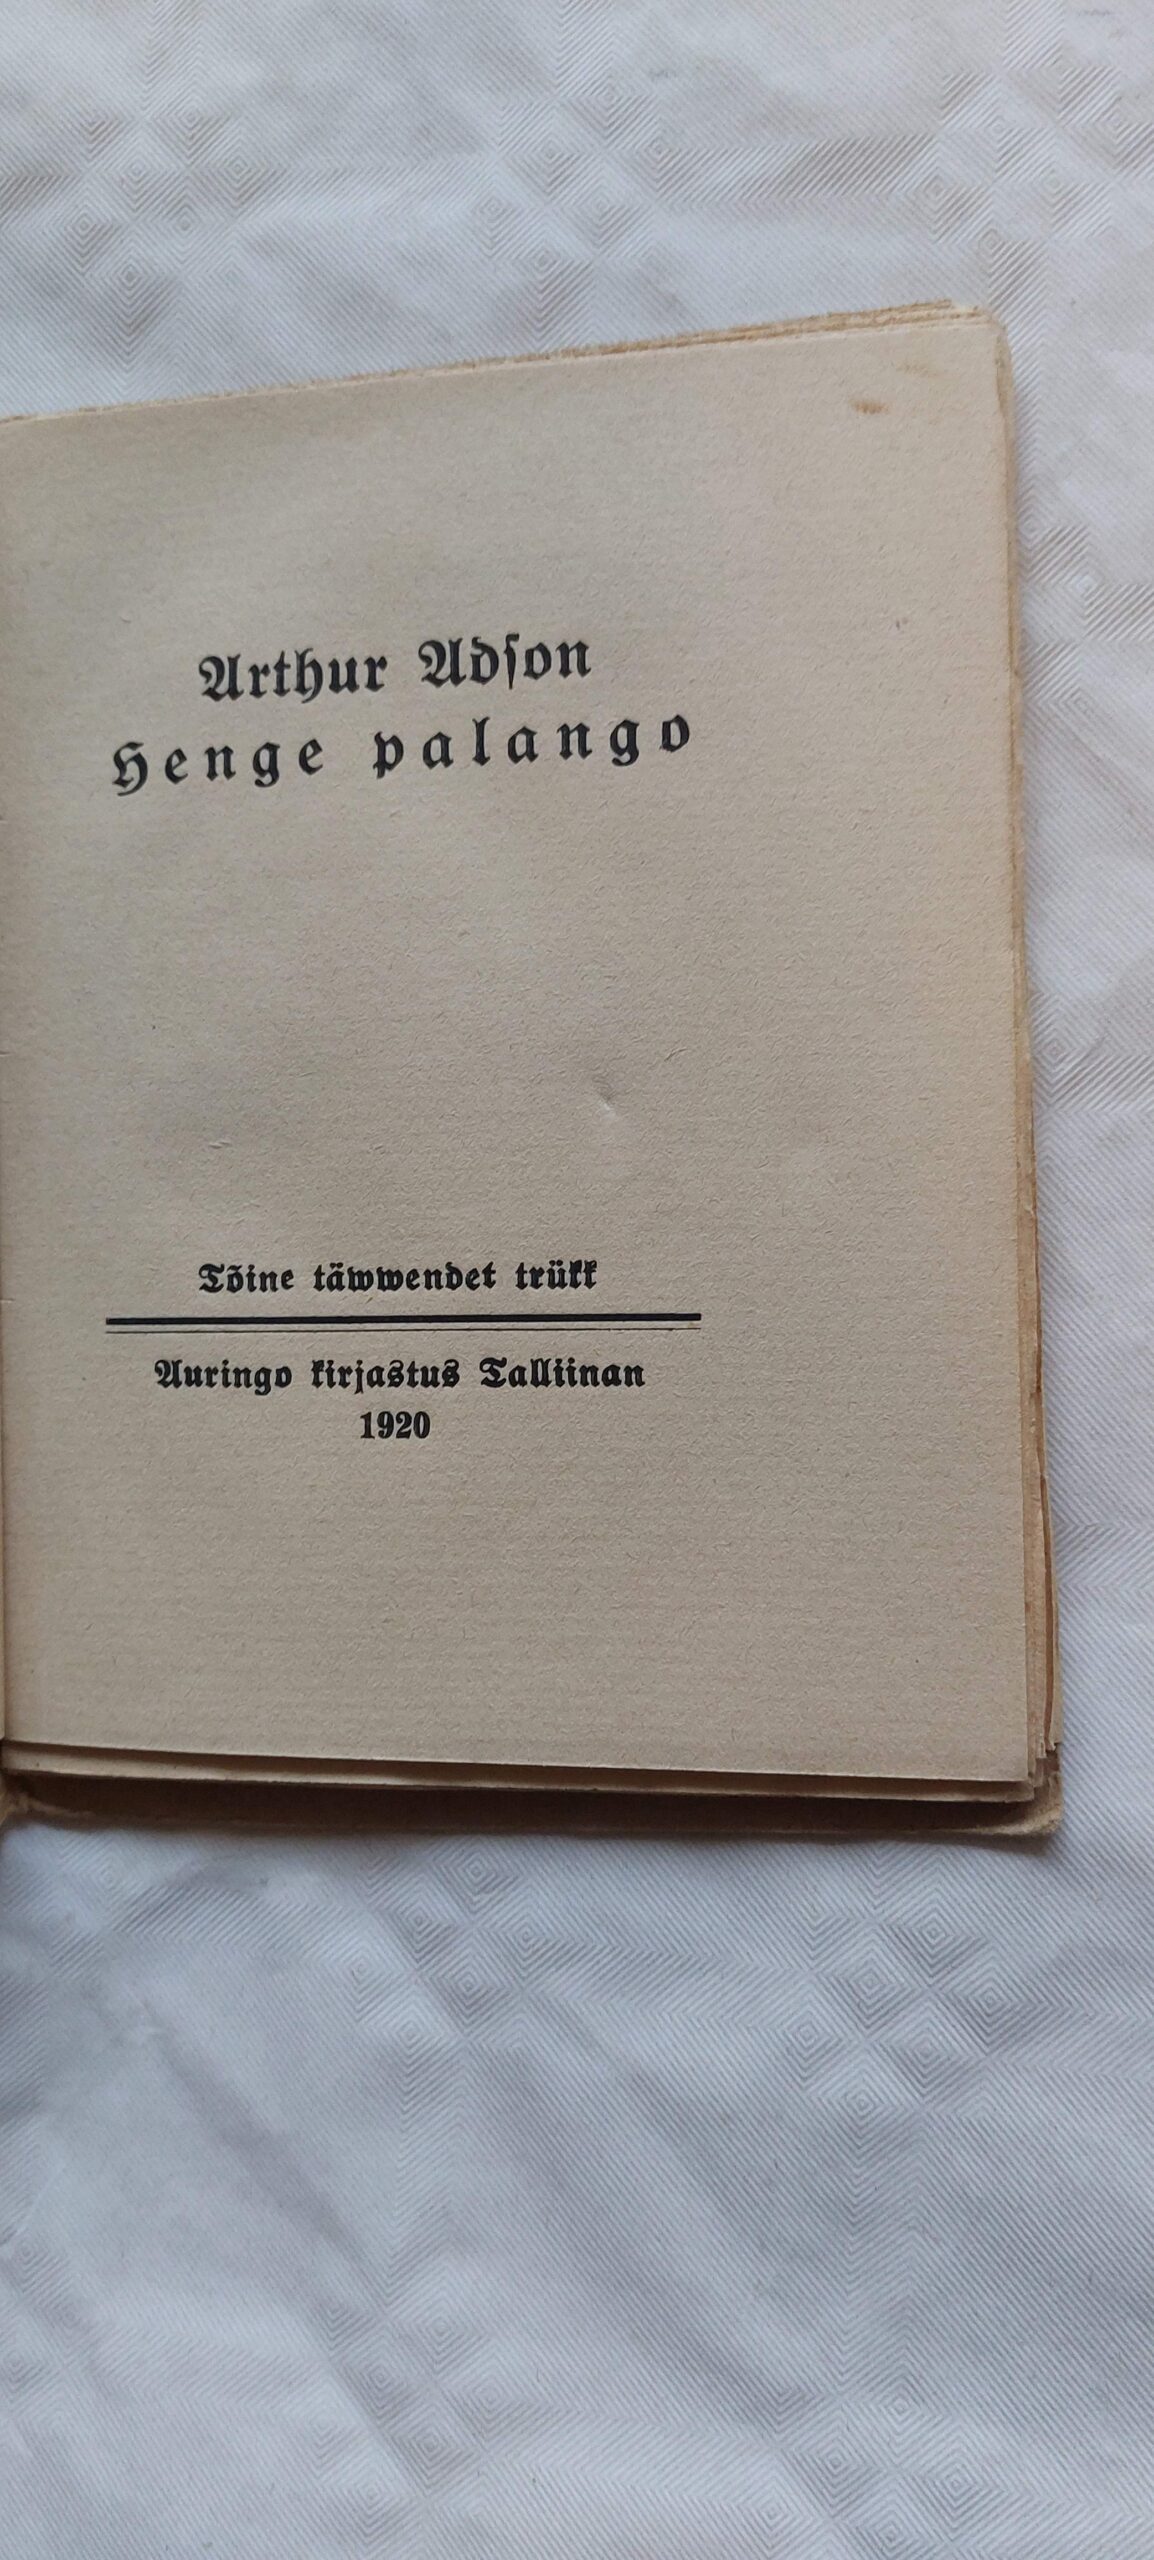 Arthur Adſon
Henge palango
Tõine täwwendet trükk
Auringo kirjastus Talliinan
1920